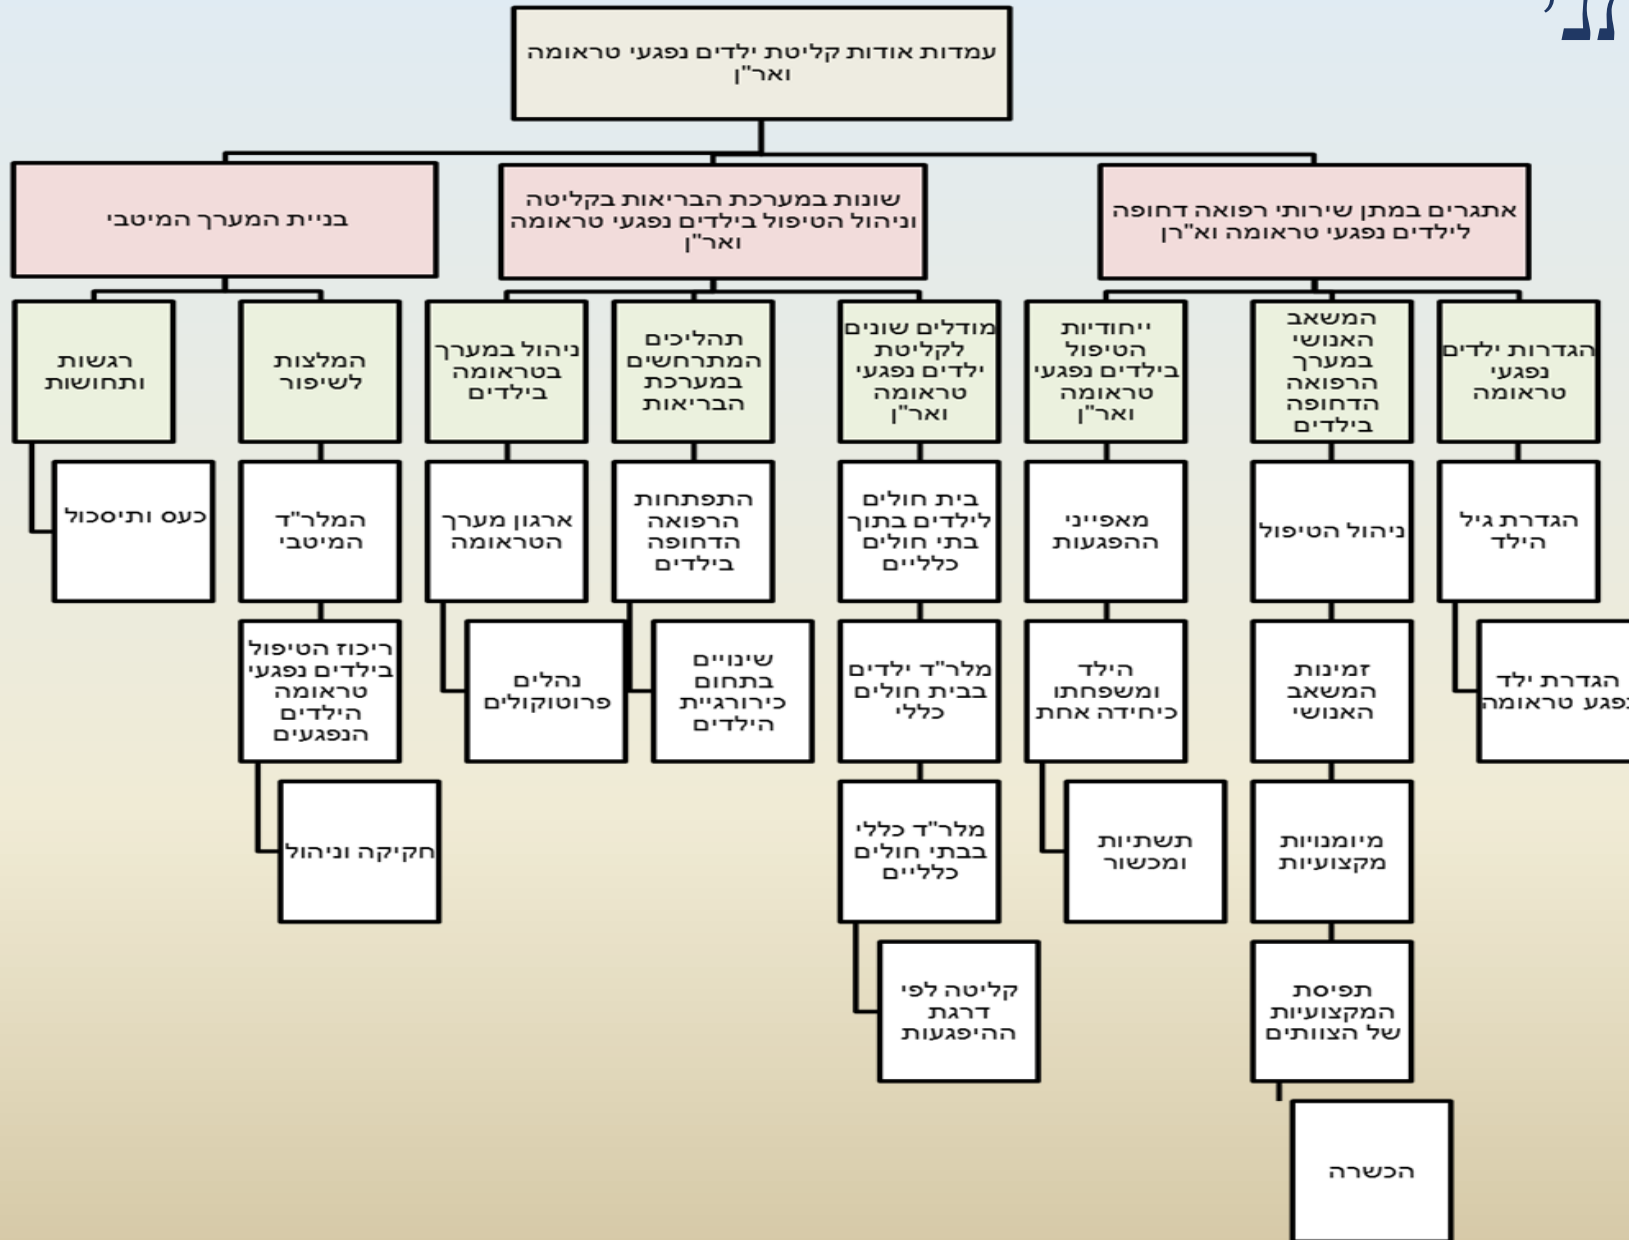 עמדות אודות קליטת ילדים נפגעי טראומה
ואר"ן
אתגרים במתן שירותי רפואה דחופה
לילדים נפגעי טראומה וא"רן
שונות במערכת הבריאות בקליטה
וניהול הטיפול בילדים נפגעי טראומה
ואר"ן
בניית המערך המיטבי
הגדרות ילדים
נפגעי
טראומה
המשאב
האנושי
במערך
הרפואה
הדחופה
בילדים
ייחודיות
הטיפול
בילדים נפגעי
טראומה
ואר"ן
מודלים שונים
לקליטת
ילדים נפגעי
טראומה
ואר"ן
תהליכים
המתרחשים
במערכת
הבריאות
ניהול במערך
בטראומה
בילדים
המלצות
לשיפור
רגשות
ותחושות
הגדרת גיל
הילד
ניהול הטיפול
מאפייני
ההפגעות
בית חולים
לילדים בתוך
בתי חולים
כלליים
התפתחות
הרפואה
הדחופה
בילדים
ארגון מערך
הטראומה
המלר"ד
המיטבי
כעס ותיסכול
הגדרת ילד
נפגע טראומה
זמינות
המשאב
האנושי
הילד
ומשפחתו
כיחידה אחת
מלר"ד ילדים
בבית חולים
כללי
שינויים
בתחום
כירורגיית
הילדים
נהלים
פרוטוקולים
ריכוז הטיפול
בילדים נפגעי
טראומה
הילדים
הנפגעים
מיומנויות
מקצועיות
תשתיות
ומכשור
מלר"ד כללי
בבתי חולים
כלליים
חקיקה וניהול
תפיסת
המקצועיות
של הצוותים
קליטה לפי
דרגת
ההיפגעות
הכשרה